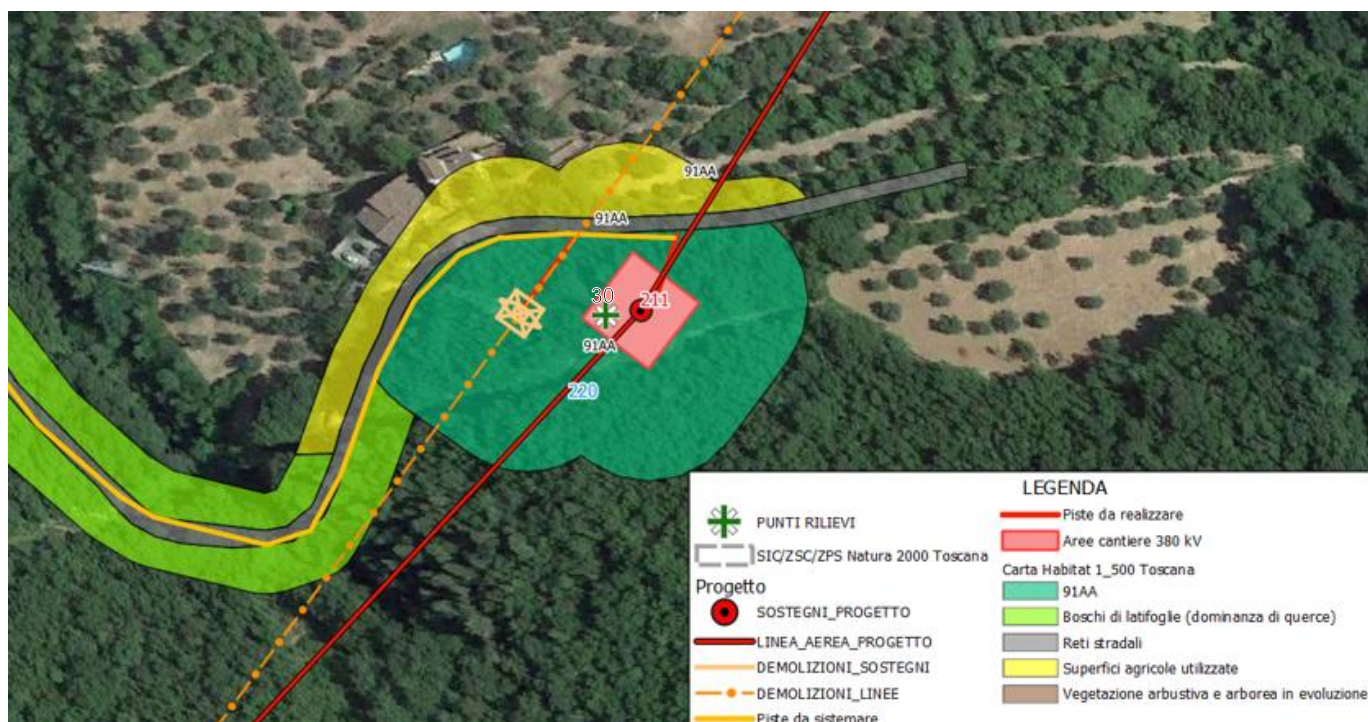 91AA
91AA
30
211
91AA
220
LEGENDA
PUNTI RILIEVI
SIC/ZSC/ZPS Natura 2000 Toscana
Progetto
SOSTEGNI_PROGETTO
LINEA_AEREA_PROGETTO
DEMOLIZIONI_SOSTEGNI
DEMOLIZIONI_LINEE
Piste da sistemare
Piste da realizzare
Aree cantiere 380 kV
Carta Habitat 1_500 Toscana
91AA
Boschi di latifoglie (dominanza di querce)
Reti stradali
Superfici agricole utilizzate
Vegetazione arbustiva e arborea in evoluzione